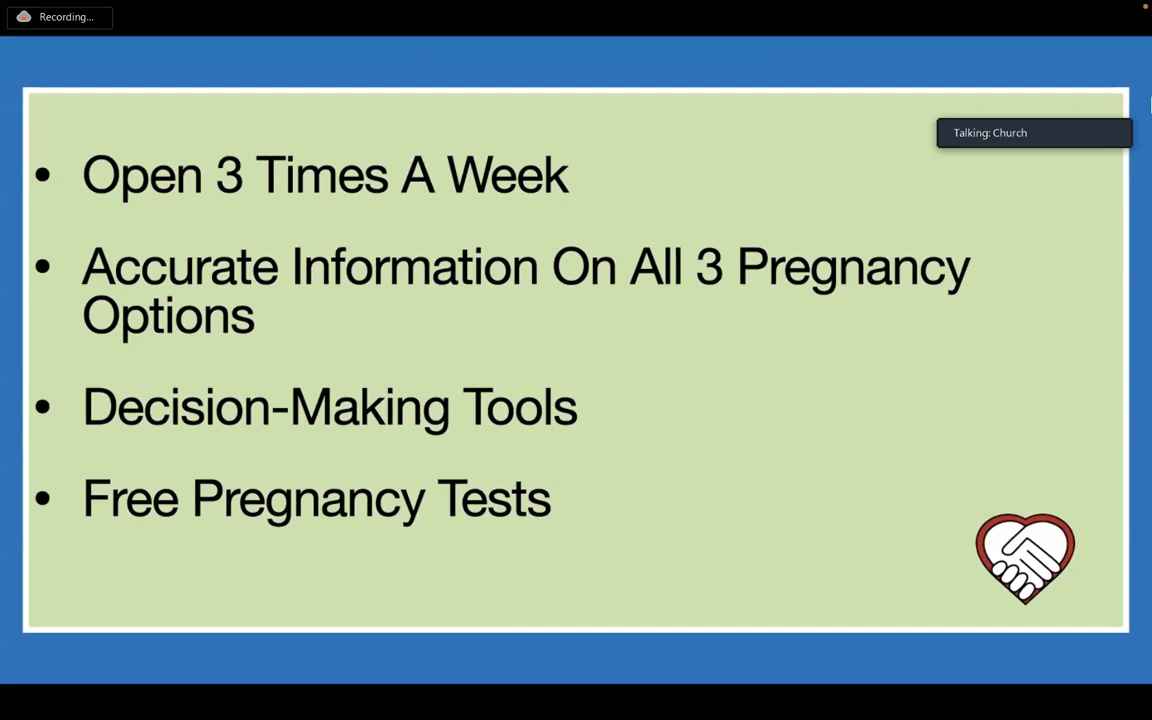 Recording...
Talking: Church
• Open 3 Times A Week
• Accurate Information On All 3 Pregnancy
Options
• Decision-Making Tools
• Free Pregnancy Tests